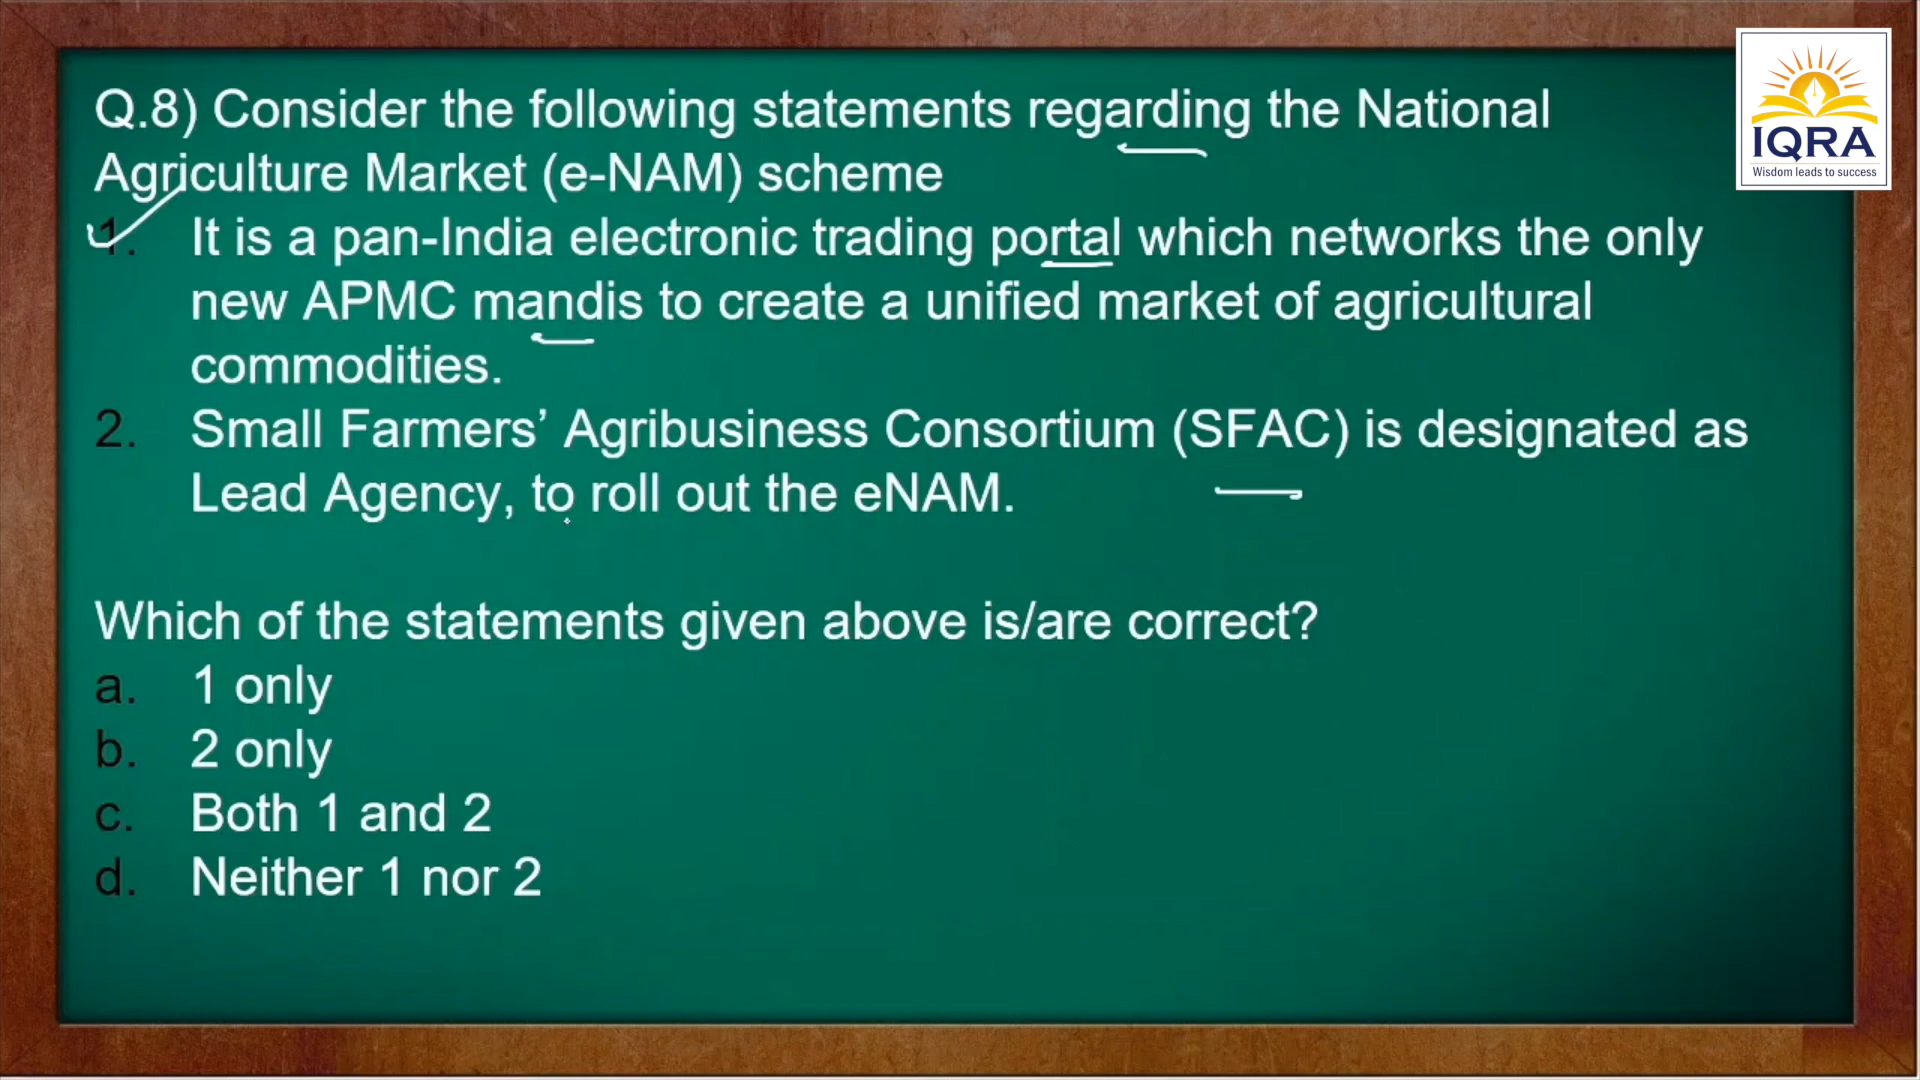 Q.8) Consider the following statements regarding the National
Agriculture Market (e-NAM) scheme
1. It is a pan-India electronic trading portal which networks the only
new APMC mandis to create a unified market of agricultural
commodities.
2. Small Farmers’ Agribusiness Consortium (SFAC) is designated as
Lead Agency, to roll out the eNAM.
Which of the statements given above is/are correct?
a. 1 only
b. 2 only
c. Both 1 and 2
d. Neither 1 nor 2
IQRA
Wisdom leads to success